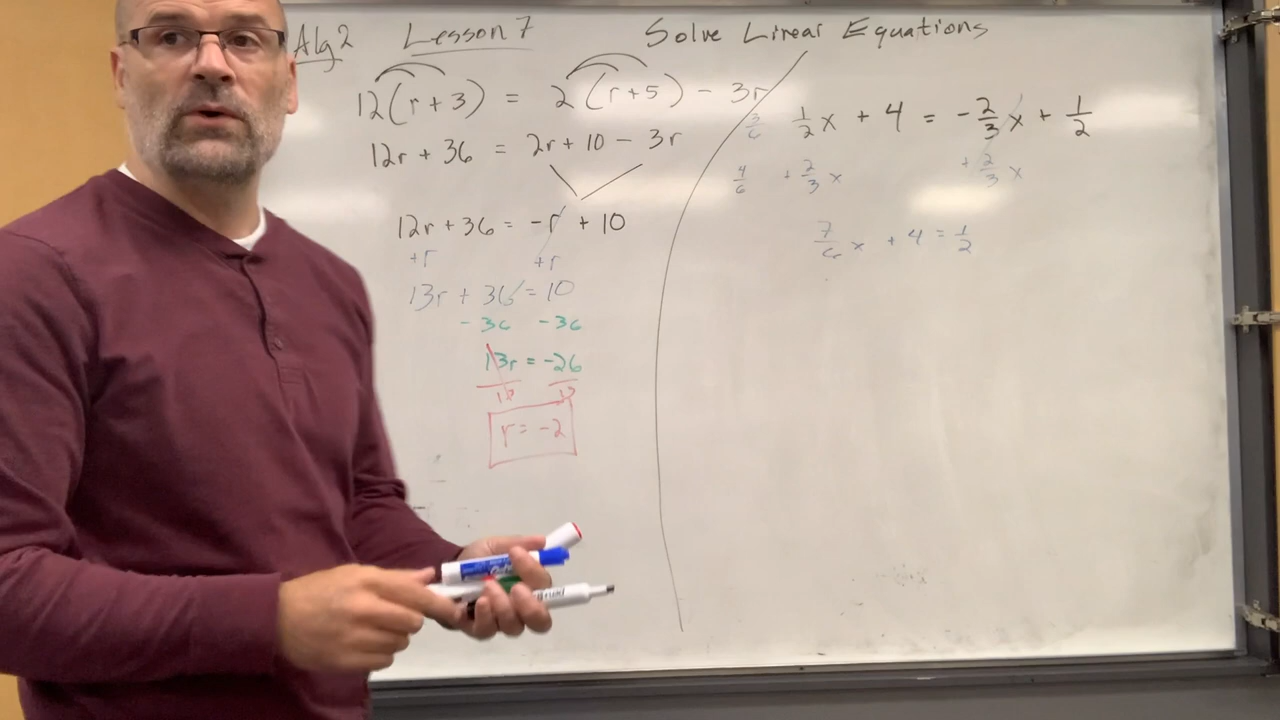 Alg2 Lesson 7 Solve Linear Equations
12(r + 3) = 2(r + 5) - 3r
12r + 36 = 2r + 10 - 3r
12r + 36 = -r + 10
+r +r
13r + 36 = 10
- 36 - 36
13r = -26
13 13
r = -2
3/6 1/2x + 4 = -2/3x + 1/2
4/6 + 2/3 x + 2/3 x
7/6 x + 4 = 1/2